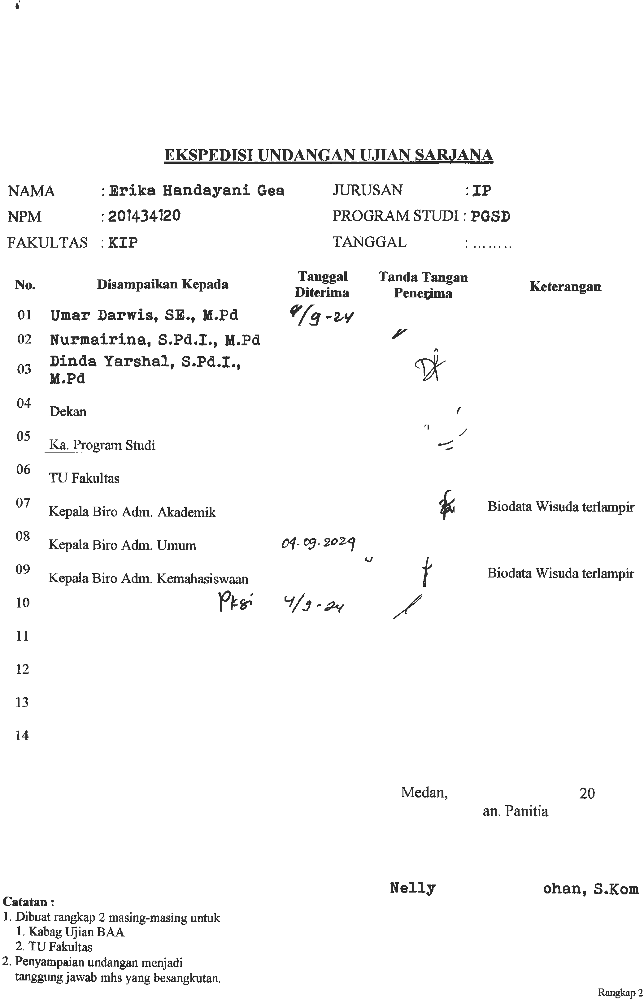 EKSPEDISI UNDANGAN UJIAN SARJANA
NAMA : Erika Handayani Gea JURUSAN : IP
NPM : 201434120 PROGRAM STUDI : PGSD
FAKULTAS : KIP TANGGAL : ........
No. Disampaikan Kepada Tanggal Diterima Tanda Tangan Penerima Keterangan
01 Umar Darwis, SE., M.Pd 4/9-24
02 Nurmairina, S.Pd.I., M.Pd
03 Dinda Yarshal, S.Pd.I.,
M.Pd
04 Dekan
05 Ka. Program Studi
06 TU Fakultas
07 Kepala Biro Adm. Akademik Biodata Wisuda terlampir
08 Kepala Biro Adm. Umum 04.09.2024
09 Kepala Biro Adm. Kemahasiswaan Biodata Wisuda terlampir
10 Pksi 4/9-24
11
12
13
14
Medan, 20
an. Panitia
Nelly ohan, S.Kom
Catatan :
1. Dibuat rangkap 2 masing-masing untuk
1. Kabag Ujian BAA
2. TU Fakultas
2. Penyampaian undangan menjadi
tanggung jawab mhs yang besangkutan.
Rangkap 2